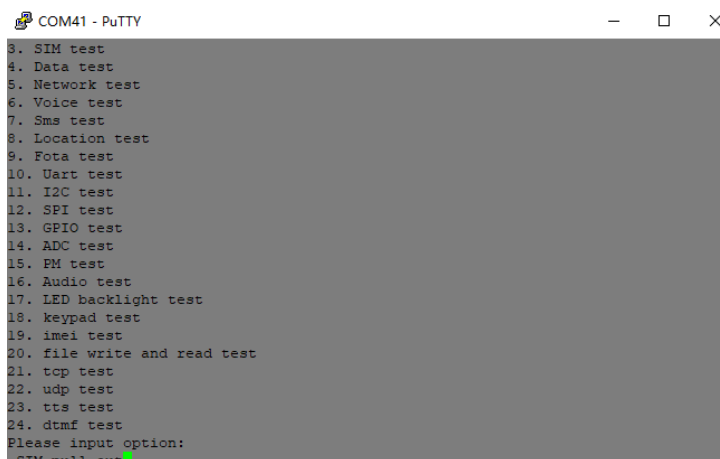 COM41 - PuTTY
3. SIM test
4. Data test
5. Network test
6. Voice test
7. Sms test
8. Location test
9. Fota test
10. Uart test
11. I2C test
12. SPI test
13. GPIO test
14. ADC test
15. PM test
16. Audio test
17. LED backlight test
18. keypad test
19. imei test
20. file write and read test
21. tcp test
22. udp test
23. tts test
24. dtmf test
Please input option:
SIM pull out